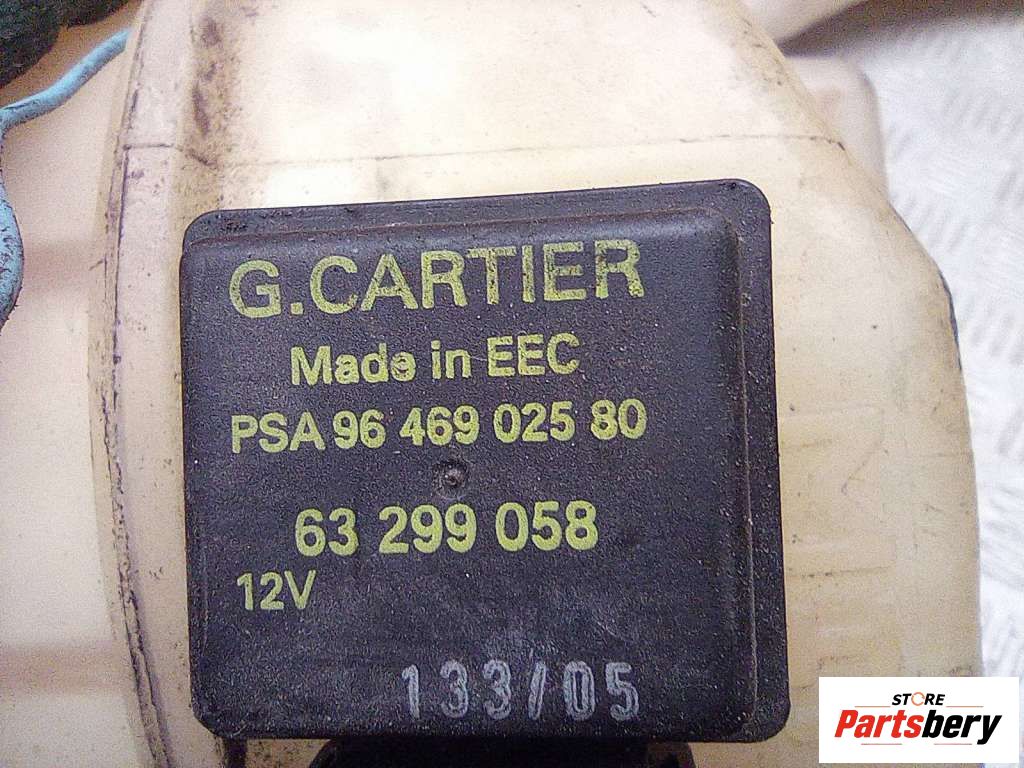 G.CARTIER
Made in EEC
PSA 96 469 025 80
63 299 058
12V
133/05
STORE
Partsbery